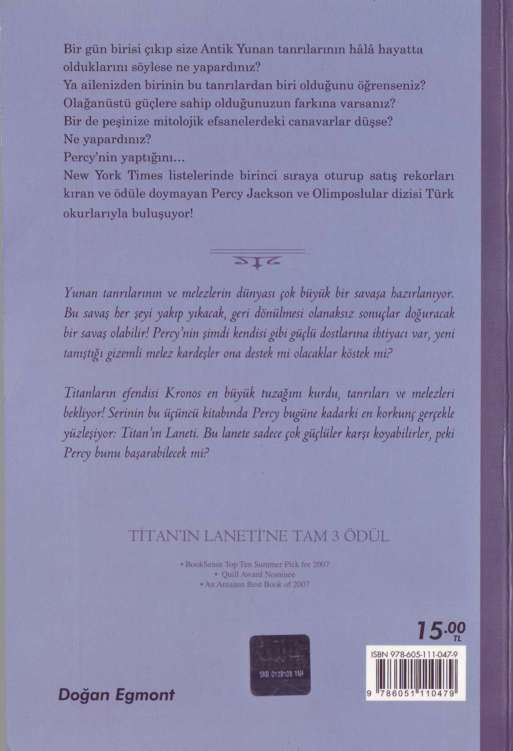 Bir gün birisi çıkıp size Antik Yunan tanrılarının hâlâ hayatta
olduklarını söylese ne yapardınız?
Ya ailenizden birinin bu tanrılardan biri olduğunu öğrenseniz?
Olağanüstü güçlere sahip olduğunuzun farkına varsanız?
Bir de peşinize mitolojik efsanelerdeki canavarlar düşse?
Ne yapardınız?
Percy'nin yaptığını...
New York Times listelerinde birinci sıraya oturup satış rekorları
kıran ve ödüle doymayan Percy Jackson ve Olimposlular dizisi Türk
okurlarıyla buluşuyor!
Yunan tanrılarının ve melezlerin dünyası çok büyük bir savaşa hazırlanıyor.
Bu savaş her şeyi yakıp yıkacak, geri dönülmesi olanaksız sonuçlar doğuracak
bir savaş olabilir! Percy'nin şimdi kendisi gibi güçlü dostlarına ihtiyacı var, yeni
tanıştığı gizemli melez kardeşler ona destek mi olacaklar köstek mi?
Titanların efendisi Kronos en büyük tuzağını kurdu, tanrıları ve melezleri
bekliyor! Serinin bu üçüncü kitabında Percy bugüne kadarki en korkunç gerçekle
yüzleşiyor: Titan'ın Laneti. Bu lanete sadece çok güçlüler karşı koyabilirler, peki
Percy bunu başarabilecek mi?
TİTAN'IN LANETİ'NE TAM 3 ÖDÜL
• BookSense Top Ten Summer Pick for 2007
• Quill Award Nominee
• An Amazon Best Book of 2007
15.00
TL
ISBN 978-605-111-047-9
9 786051 110479
Doğan Egmont